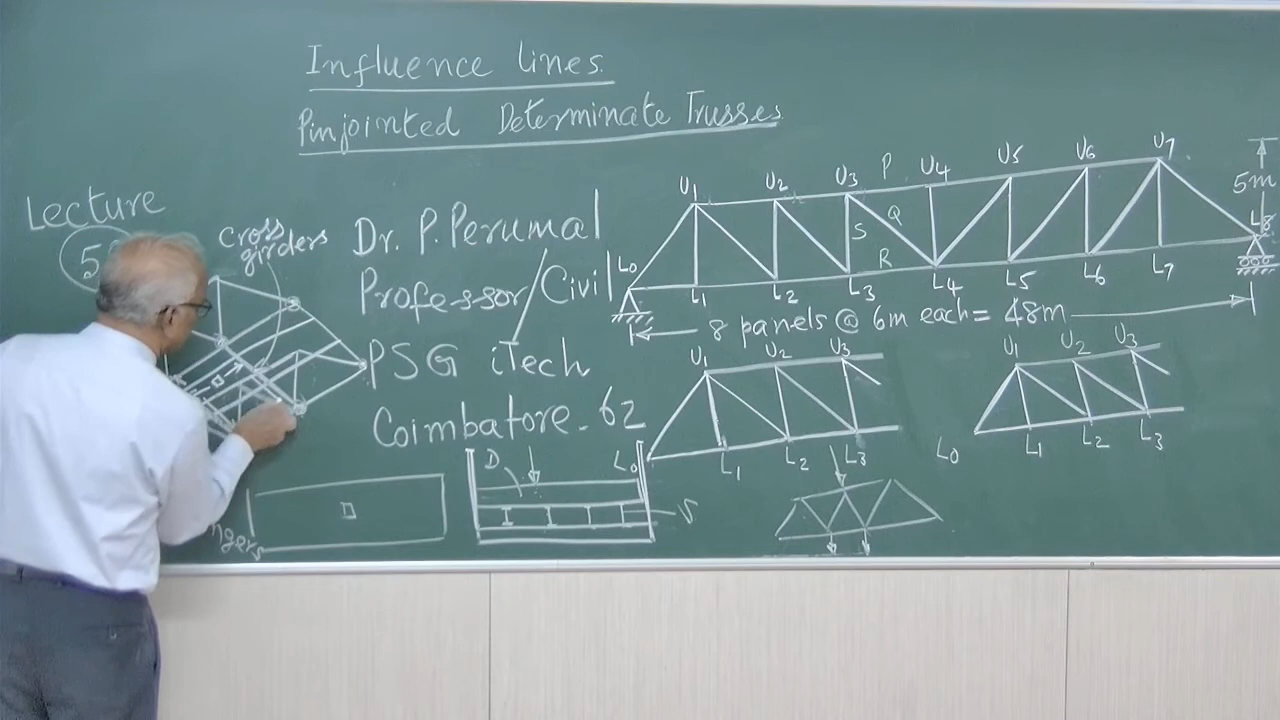 Influence lines.
Pinjointed Determinate Trusses
Lecture
5
cross
girders
Dr. P. Perumal
Professor/Civil
PSG iTech
Coimbatore - 62
U1 U2 U3 P U4 U5 U6 U7
5m
S Q R
L0 L1 L2 L3 L4 L5 L6 L7 L8
8 panels @ 6m each = 48m
U1 U2 U3
L0 L1 L2 L3
U1 U2 U3
L0 L1 L2 L3
D